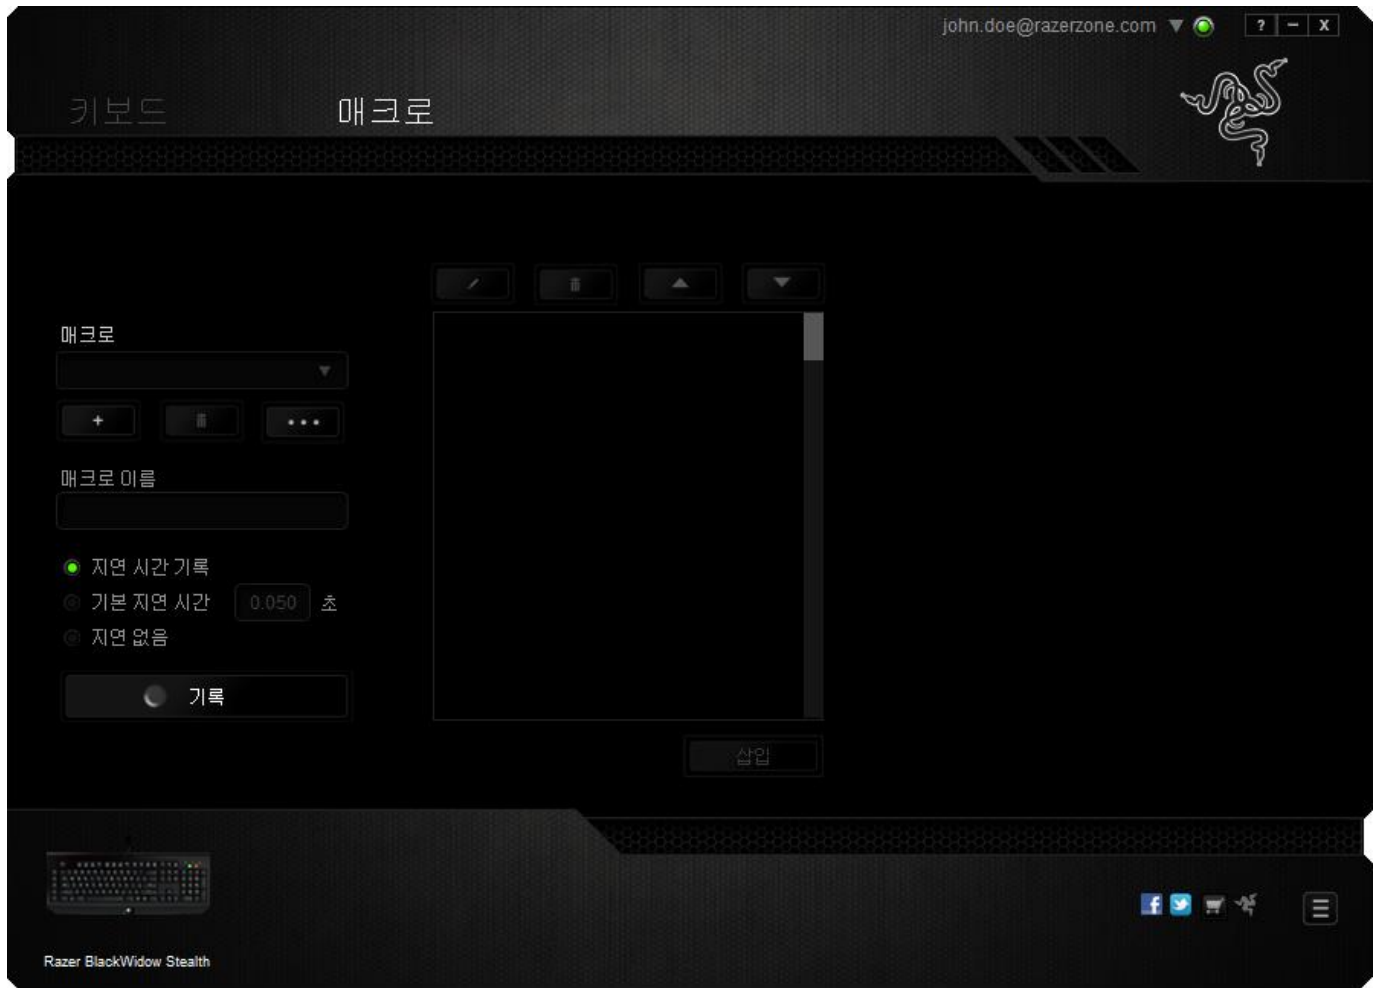 john.doe@razerzone.com
? − X
키보드 매크로
매크로
+ •••
매크로 이름
지연 시간 기록
기본 지연 시간 0.050 초
지연 없음
기록
삽입
Razer BlackWidow Stealth